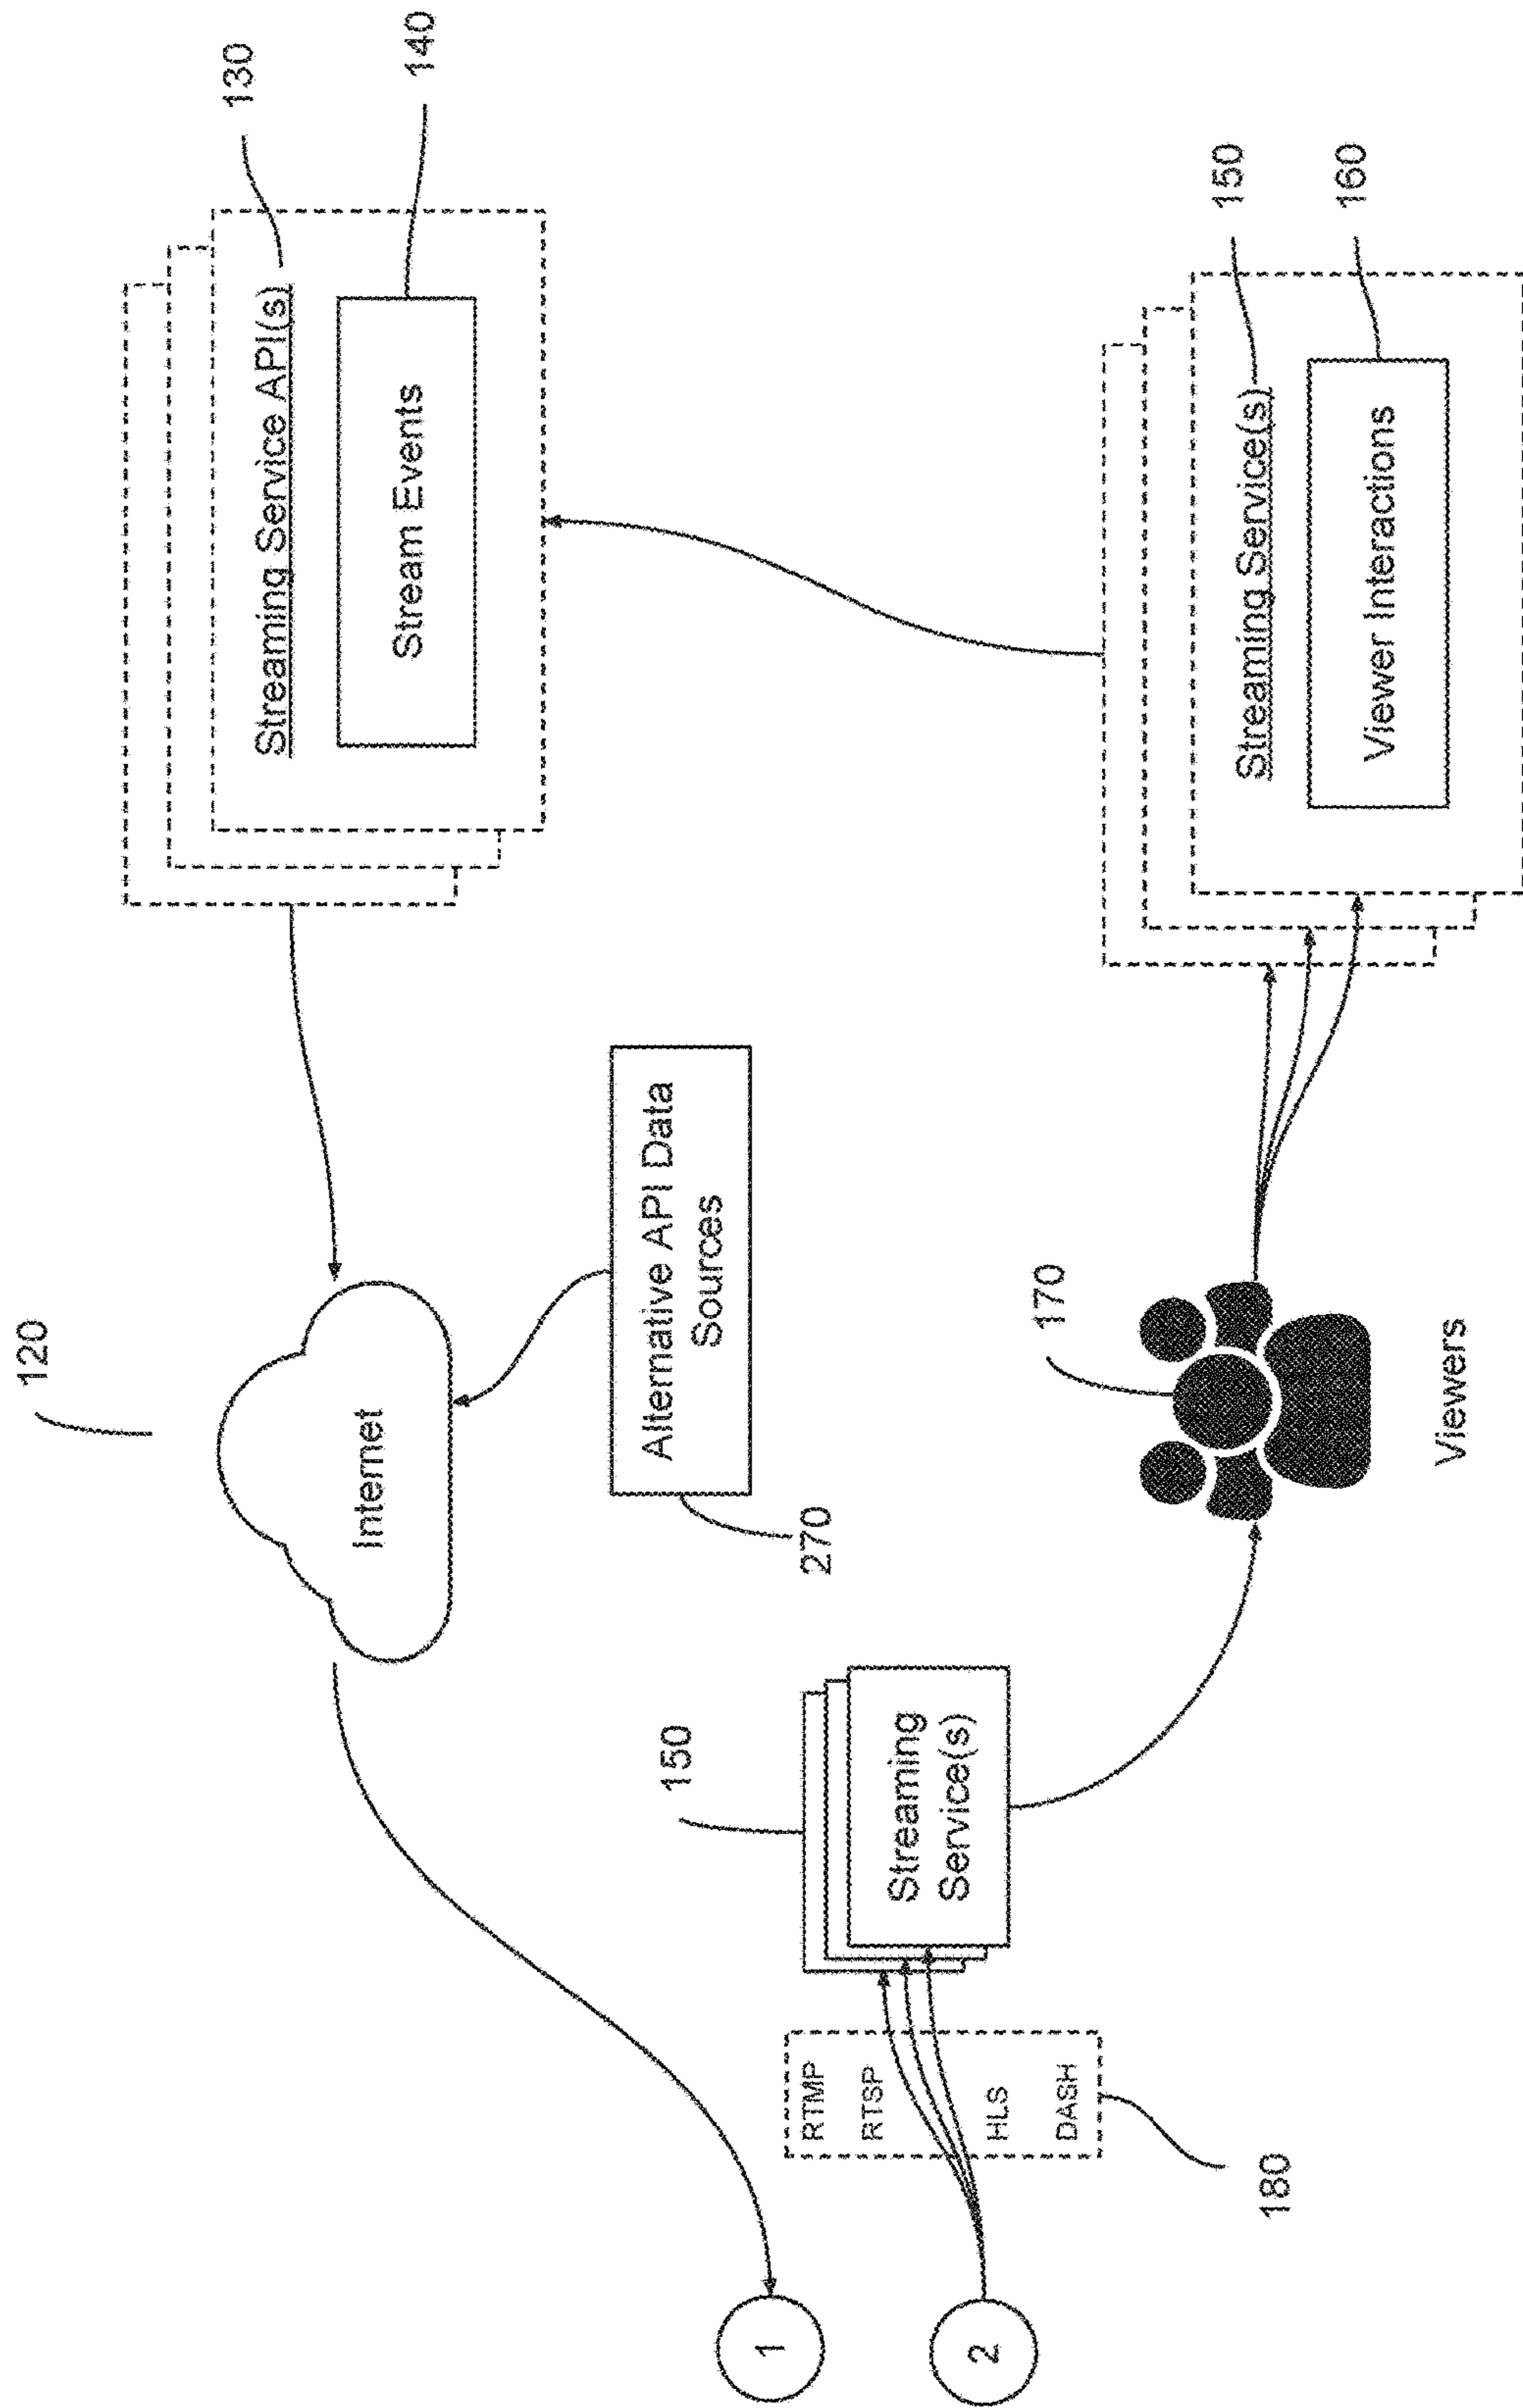 120
130
140
Internet
Streaming Service API(s)
Stream Events
Alternative API Data
Sources
270
1
2
RTMP
RTSP
HLS
DASH
180
150
Streaming
Service(s)
170
Viewers
150
160
Streaming Service(s)
Viewer Interactions